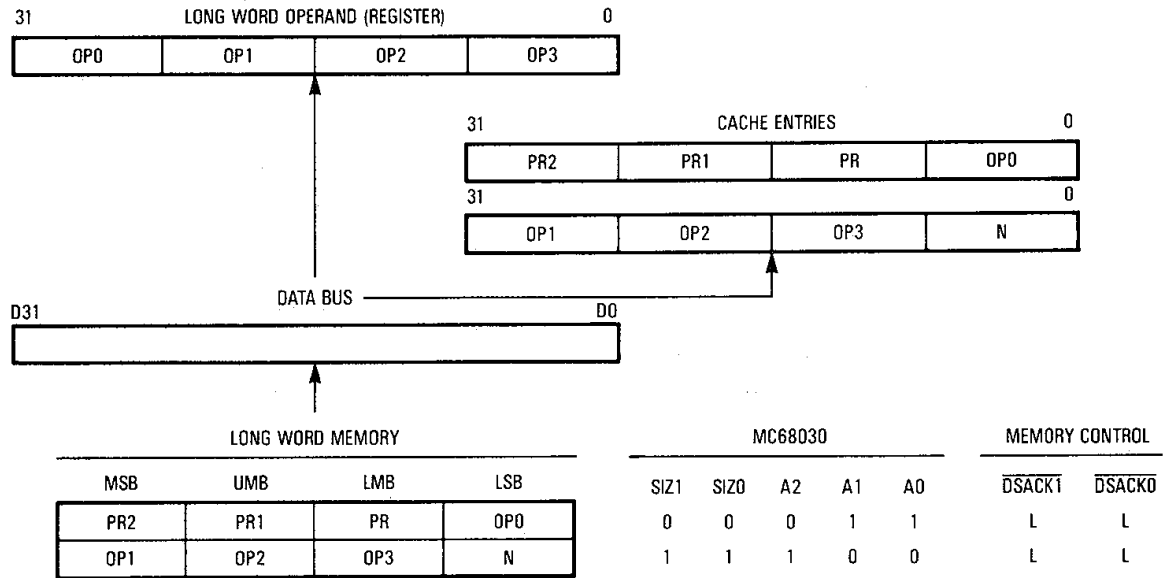 31 LONG WORD OPERAND (REGISTER) 0
OP0 OP1 OP2 OP3
31 CACHE ENTRIES 0
PR2 PR1 PR OP0
31 0
OP1 OP2 OP3 N
DATA BUS
D31 D0
LONG WORD MEMORY
MSB UMB LMB LSB
PR2 PR1 PR OP0
OP1 OP2 OP3 N
MC68030
SIZ1 SIZ0 A2 A1 A0
0 0 0 1 1
1 1 1 0 0
MEMORY CONTROL
DSACK1 DSACK0
L L
L L